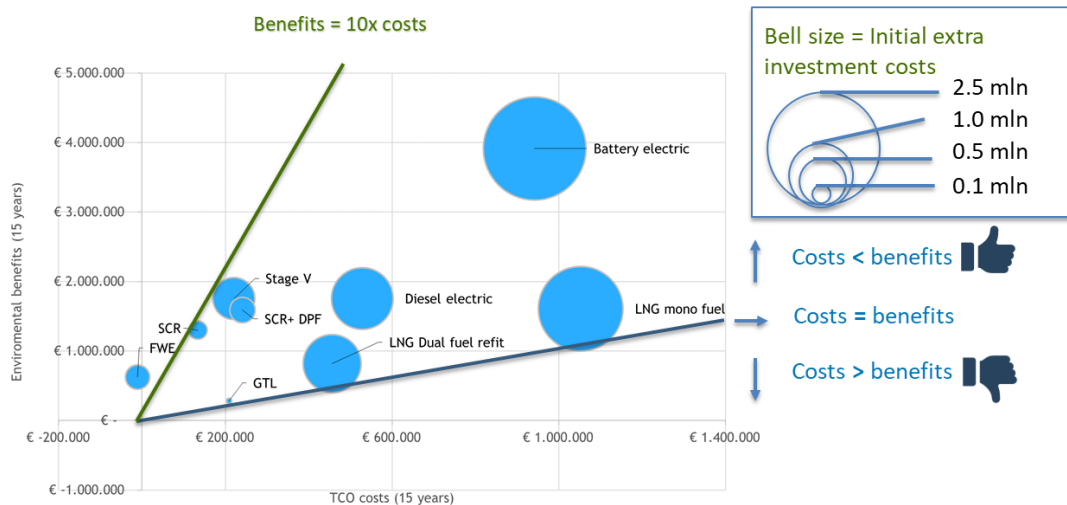 Benefits = 10x costs
€ 5.000.000
€ 4.000.000
€ 3.000.000
€ 2.000.000
€ 1.000.000
€ -
€ -1.000.000
Enviromental benefits (15 years)
€ -200.000
€ 200.000
€ 600.000
€ 1.000.000
€ 1.400.000
TCO costs (15 years)
Battery electric
Stage V
Diesel electric
SCR+ DPF
LNG mono fuel
SCR
FWE
LNG Dual fuel refit
GTL
Bell size = Initial extra
investment costs
2.5 mln
1.0 mln
0.5 mln
0.1 mln
Costs < benefits
Costs = benefits
Costs > benefits